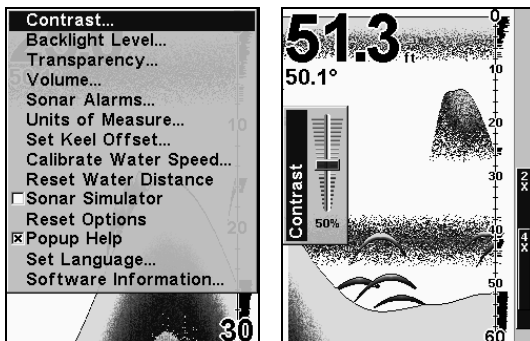 Contrast...
Backlight Level...
Transparency...
Volume...
Sonar Alarms...
Units of Measure...
Set Keel Offset...
Calibrate Water Speed...
Reset Water Distance
Sonar Simulator
Reset Options
Popup Help
Set Language...
Software Information...
10
20
30
51.3 ft
50.1°
Contrast
50%
0
10
20
30
40
50
60
2x
4x